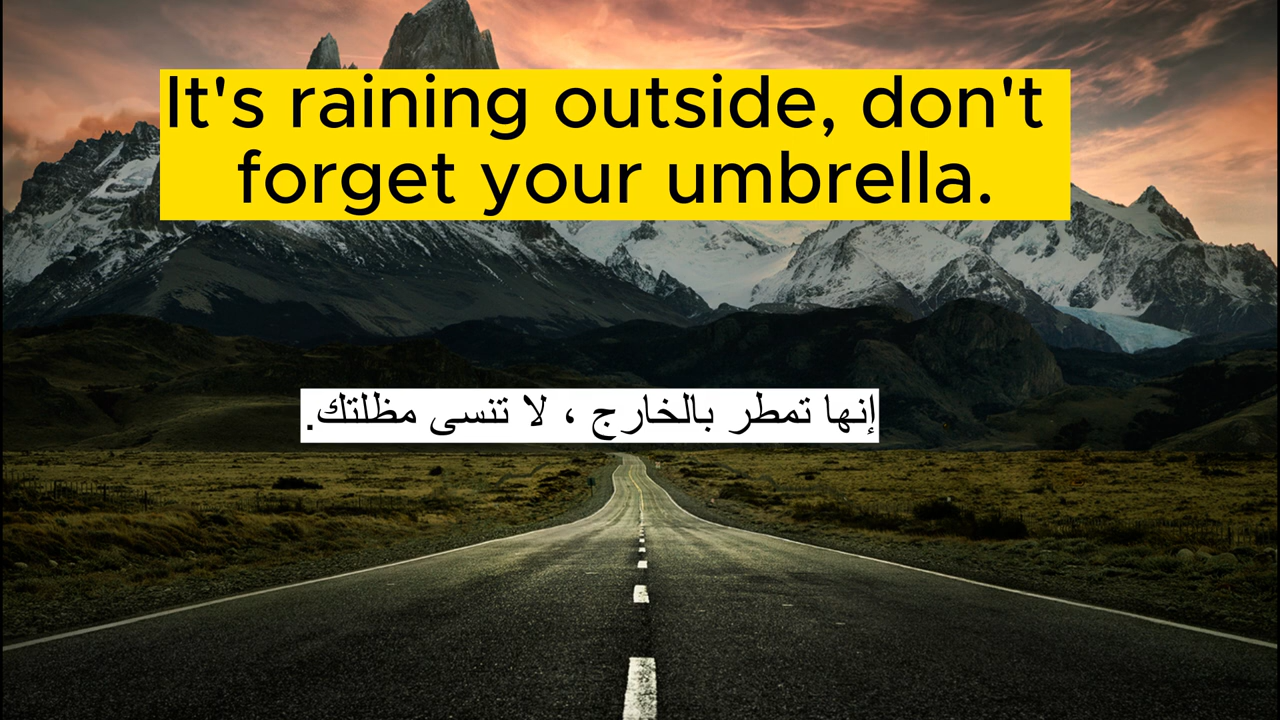 It's raining outside, don't
forget your umbrella.
إنها تمطر بالخارج ، لا تنسى مظلتك.